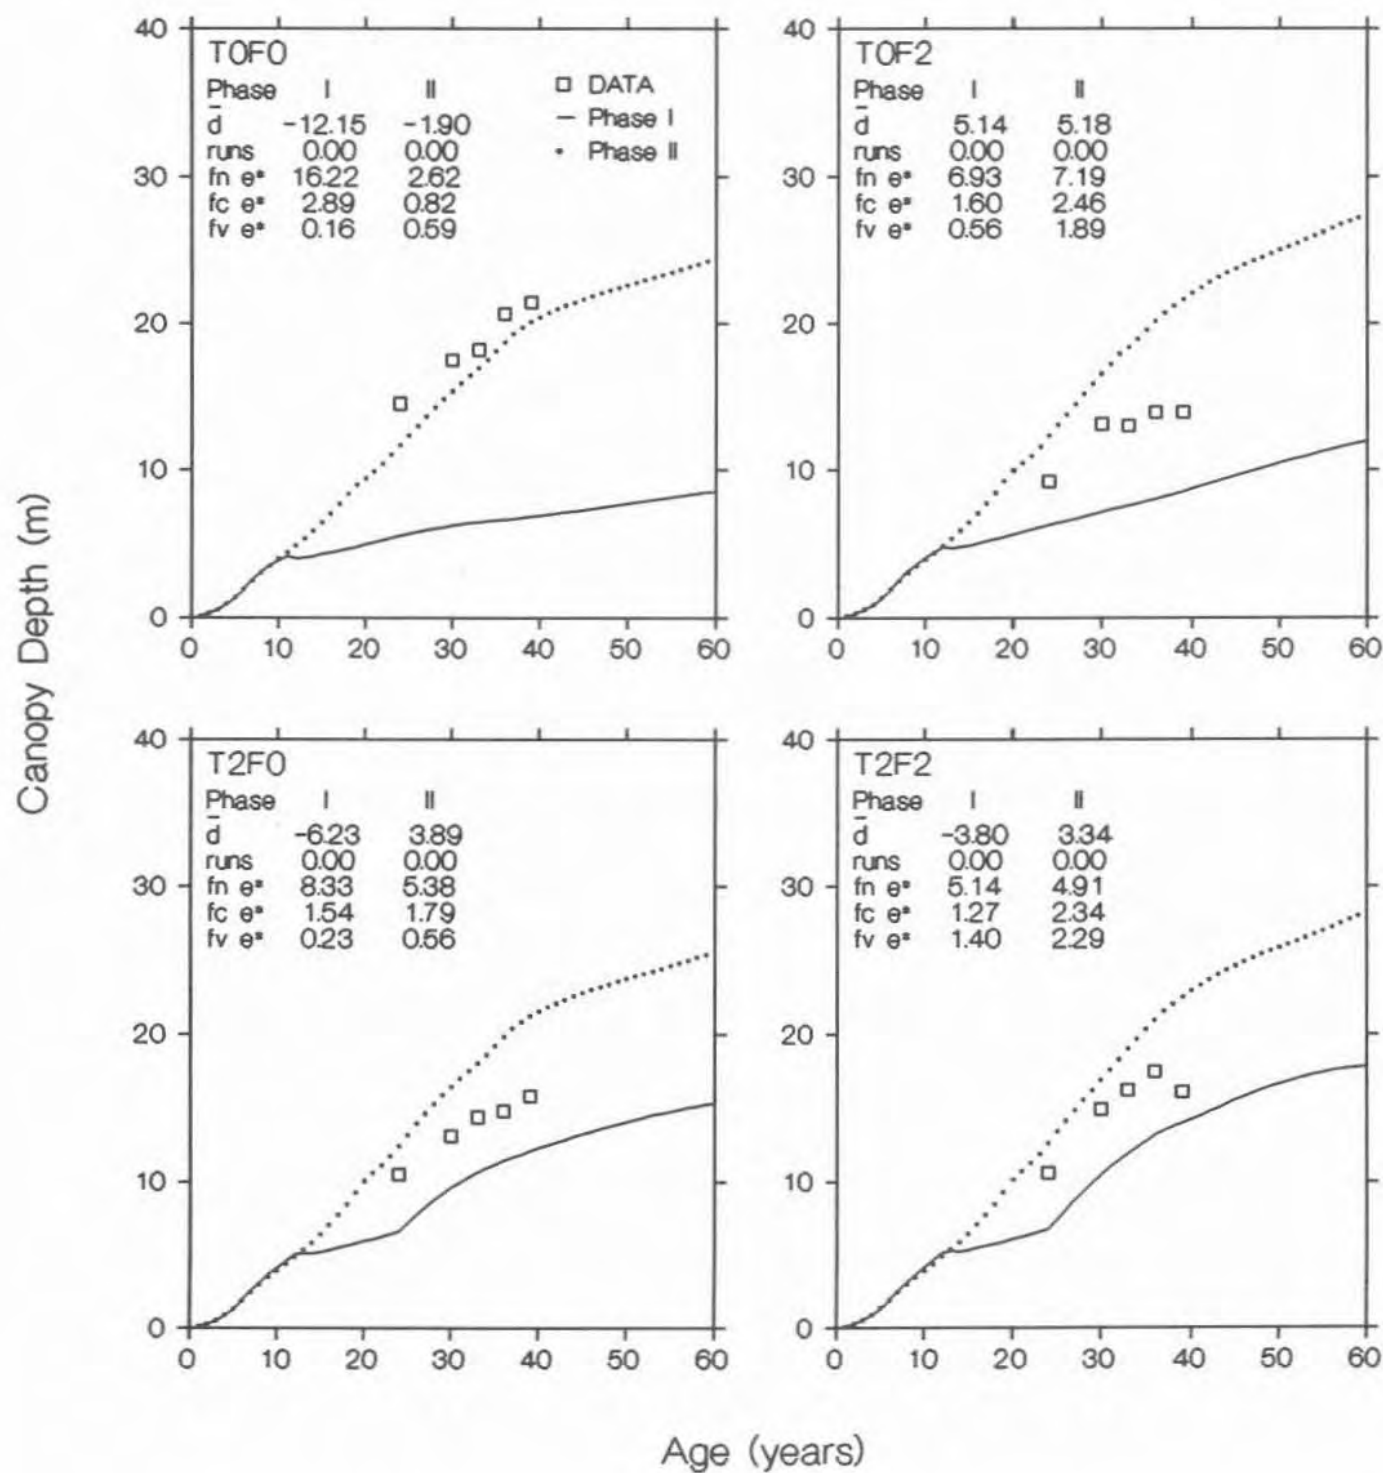 Canopy Depth (m)
40
30
20
10
0
T0F0
Phase I II
d̄ -12.15 -1.90
runs 0.00 0.00
fn e* 16.22 2.62
fc e* 2.89 0.82
fv e* 0.16 0.59
DATA
Phase I
Phase II
0 10 20 30 40 50 60
40
30
20
10
0
T0F2
Phase I II
d̄ 5.14 5.18
runs 0.00 0.00
fn e* 6.93 7.19
fc e* 1.60 2.46
fv e* 0.56 1.89
0 10 20 30 40 50 60
40
30
20
10
0
T2F0
Phase I II
d̄ -6.23 3.89
runs 0.00 0.00
fn e* 8.33 5.38
fc e* 1.54 1.79
fv e* 0.23 0.56
0 10 20 30 40 50 60
40
30
20
10
0
T2F2
Phase I II
d̄ -3.80 3.34
runs 0.00 0.00
fn e* 5.14 4.91
fc e* 1.27 2.34
fv e* 1.40 2.29
0 10 20 30 40 50 60
Age (years)